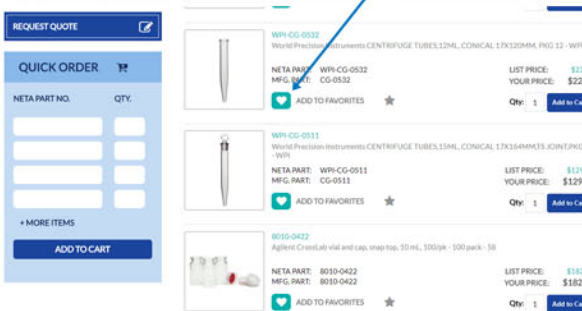 REQUEST QUOTE
QUICK ORDER
NETA PART NO. QTY.
+ MORE ITEMS
ADD TO CART
WPI-CG-0532
World Precision Instruments CENTRIFUGE TUBES,12ML, CONICAL 17X120MM, PKG 12 - WPI
NETA PART: WPI-CG-0532 LIST PRICE:
MFG. PART: CG-0532 YOUR PRICE:
ADD TO FAVORITES Qty: 1 Add to
WPI-CG-0511
World Precision Instruments CENTRIFUGE TUBES,15ML, CONICAL 17X164MM,TS JOINT,PKG
- WPI
NETA PART: WPI-CG-0511 LIST PRICE:
MFG. PART: CG-0511 YOUR PRICE: $129
ADD TO FAVORITES Qty: 1 Add to
8010-0422
Agilent CrossLab vial and cap, snap top, 10 mL, 100/pk - 100 pack - 58
NETA PART: 8010-0422 LIST PRICE: $182
MFG. PART: 8010-0422 YOUR PRICE: $182
ADD TO FAVORITES Qty: 1 Add to